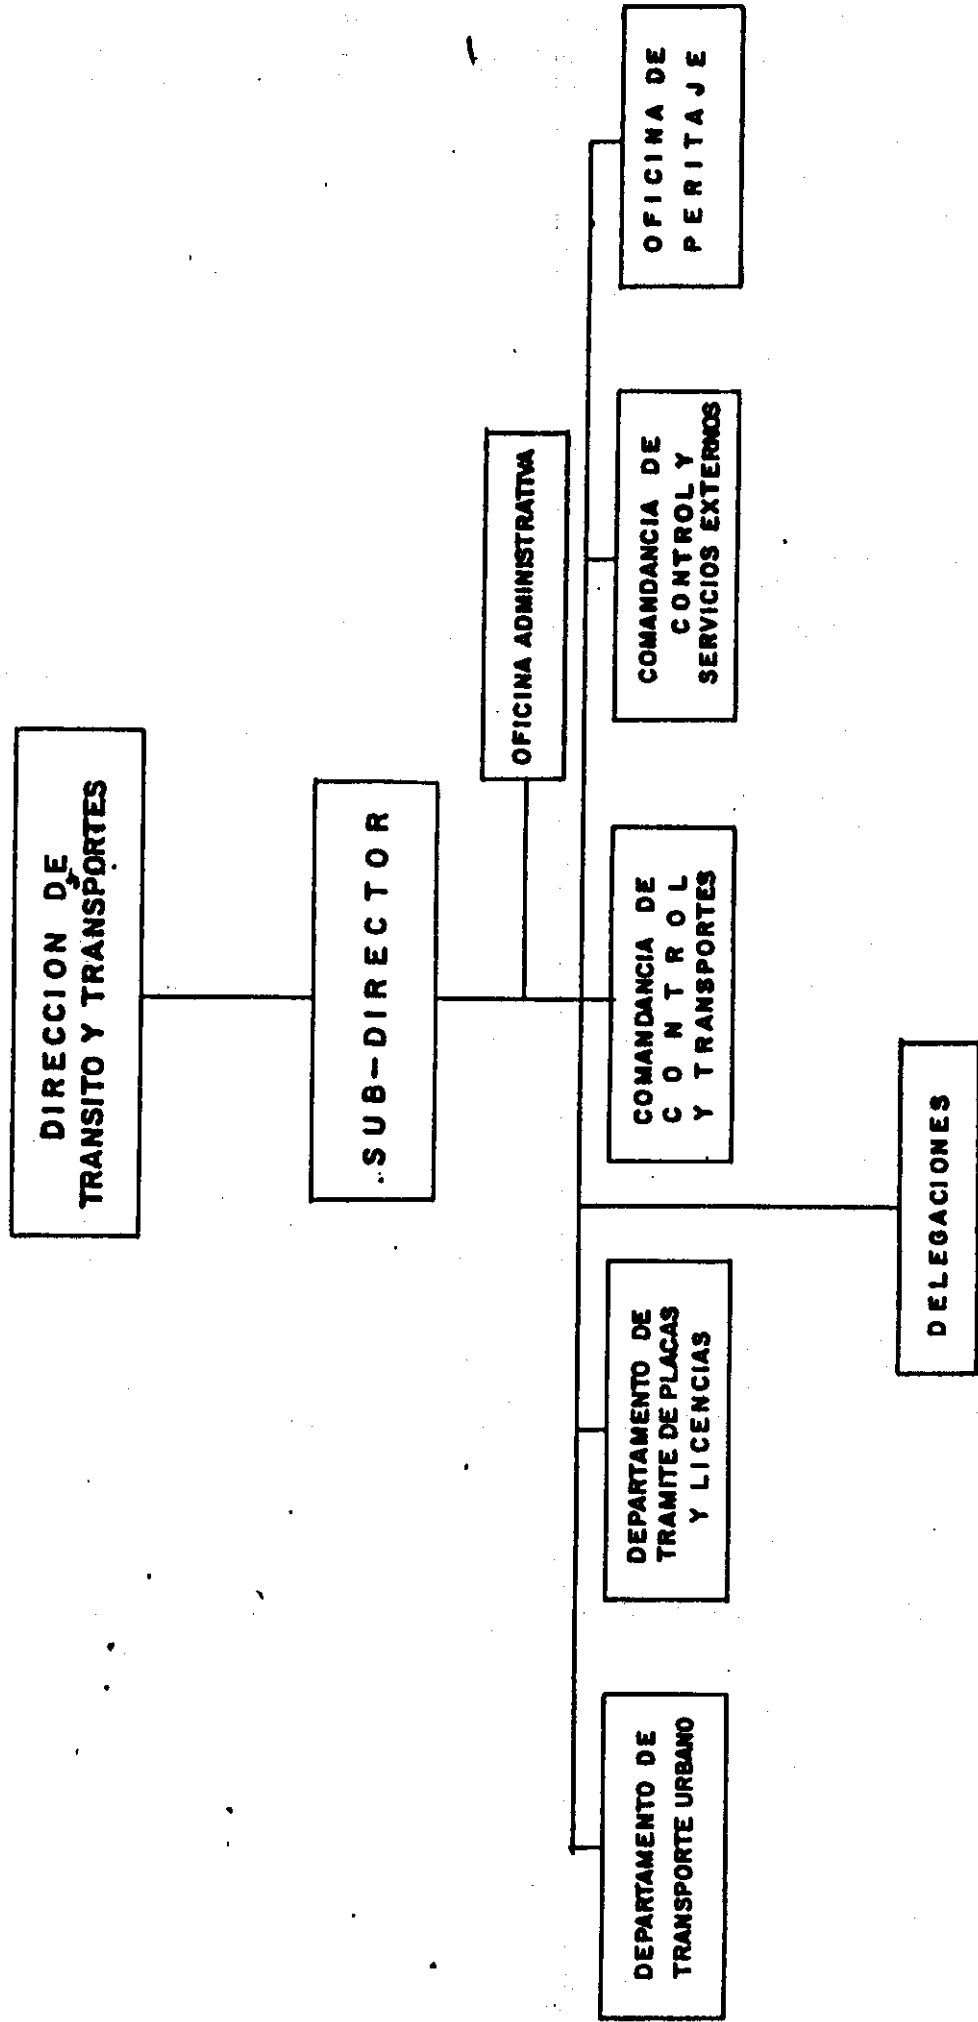 DIRECCION DE
TRANSITO Y TRANSPORTES
SUB-DIRECTOR
OFICINA ADMINISTRATIVA
DEPARTAMENTO DE
TRANSPORTE URBANO
DEPARTAMENTO DE
TRAMITE DE PLACAS
Y LICENCIAS
COMANDANCIA DE
CONTROL
Y TRANSPORTES
COMANDANCIA DE
CONTROL Y
SERVICIOS EXTERNOS
OFICINA DE
PERITAJE
DELEGACIONES